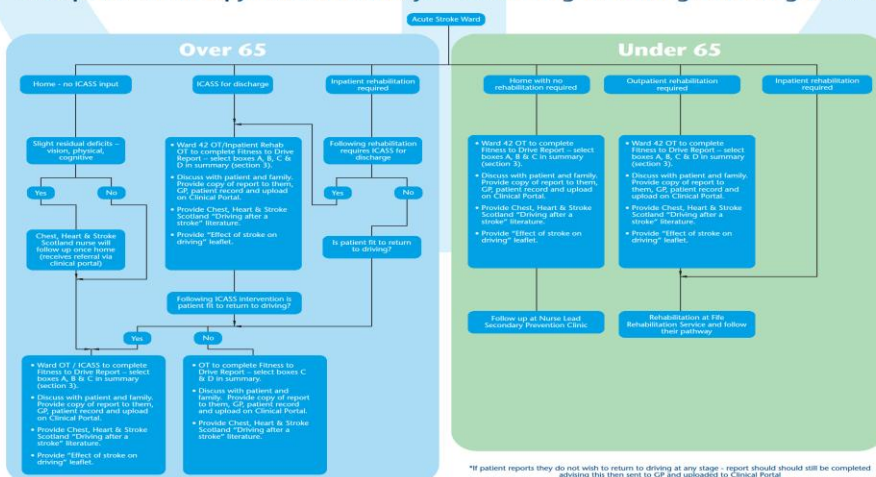 Acute Stroke Ward
Over 65
Under 65
Home - no ICASS input
ICASS for discharge
Inpatient rehabilitation
required
Home with no
rehabilitation required
Outpatient rehabilitation
required
Inpatient rehabilitation
required
Slight residual deficits –
vision, physical,
cognitive
Yes
No
Chest, Heart & Stroke
Scotland nurse will
follow up once home
(receives referral via
clinical portal)
• Ward 42 OT/Inpatient Rehab
OT to complete Fitness to Drive
Report – select boxes A, B, C &
D in summary (section 3).
• Discuss with patient and family.
Provide copy of report to them,
GP, patient record and upload
on Clinical Portal.
• Provide Chest, Heart & Stroke
Scotland "Driving after a
stroke" literature.
• Provide "Effect of stroke on
driving" leaflet.
Following rehabilitation
requires ICASS for
discharge
Yes
No
Is patient fit to return
to driving?
• Ward 42 OT to complete
Fitness to Drive Report – select
boxes A, B & C in summary
(section 3).
• Discuss with patient and family.
Provide copy of report to them,
GP, patient record and upload
on Clinical Portal.
• Provide Chest, Heart & Stroke
Scotland "Driving after a
stroke" literature.
• Provide "Effect of stroke on
driving" leaflet.
• Ward 42 OT to complete
Fitness to Drive Report – select
boxes A, B, C & D in summary
(section 3).
• Discuss with patient and family.
Provide copy of report to
them, GP, patient record and
upload on Clinical Portal.
• Provide Chest, Heart & Stroke
Scotland "Driving after a
stroke" literature.
• Provide "Effect of stroke on
driving" leaflet.
Following ICASS intervention is
patient fit to return to driving?
Yes
No
Follow up at Nurse Lead
Secondary Prevention Clinic
Rehabilitation at Fife
Rehabilitation Service and follow
their pathway
• Ward OT / ICASS to complete
Fitness to Drive Report – select
boxes A, B & C in summary
(section 3).
• Discuss with patient and family.
Provide copy of report to them,
GP, patient record and upload
on Clinical Portal.
• Provide Chest, Heart & Stroke
Scotland "Driving after a
stroke" literature.
• Provide "Effect of stroke on
driving" leaflet.
• OT to complete Fitness to
Drive Report – select boxes C
& D in summary.
• Discuss with patient and
family. Provide copy of report
to them, GP, patient record
and upload on Clinical Portal.
• Provide Chest, Heart & Stroke
Scotland "Driving after a
stroke" literature.
*If patient reports they do not wish to return to driving at any stage - report should should still be completed
advising this then sent to GP and uploaded to Clinical Portal